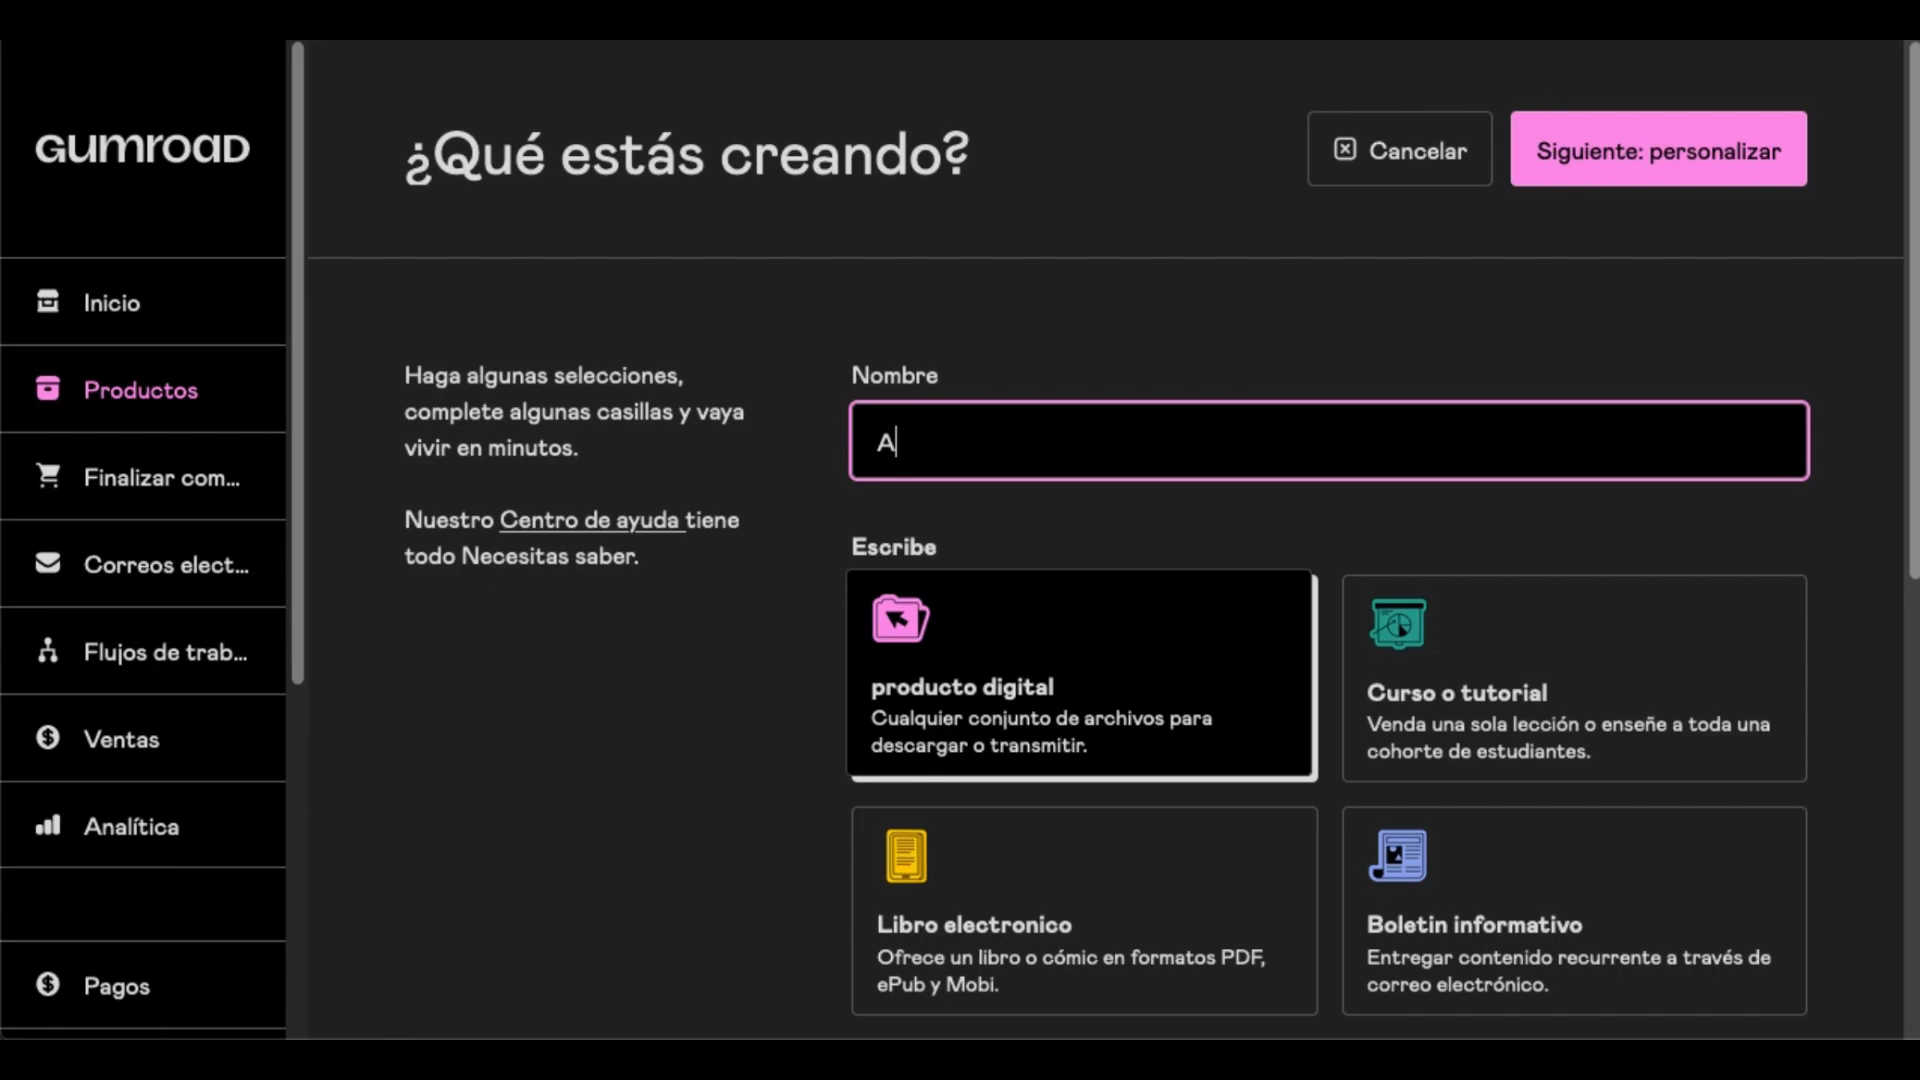 GUMROAD
Inicio
Productos
Finalizar com...
Correos elect...
Flujos de trab...
Ventas
Analítica
Pagos
¿Qué estás creando?
Cancelar
Siguiente: personalizar
Haga algunas selecciones,
complete algunas casillas y vaya
vivir en minutos.
Nuestro Centro de ayuda tiene
todo Necesitas saber.
Nombre
A
Escribe
producto digital
Cualquier conjunto de archivos para
descargar o transmitir.
Curso o tutorial
Venda una sola lección o enseñe a toda una
cohorte de estudiantes.
Libro electronico
Ofrece un libro o cómic en formatos PDF,
ePub y Mobi.
Boletin informativo
Entregar contenido recurrente a través de
correo electrónico.